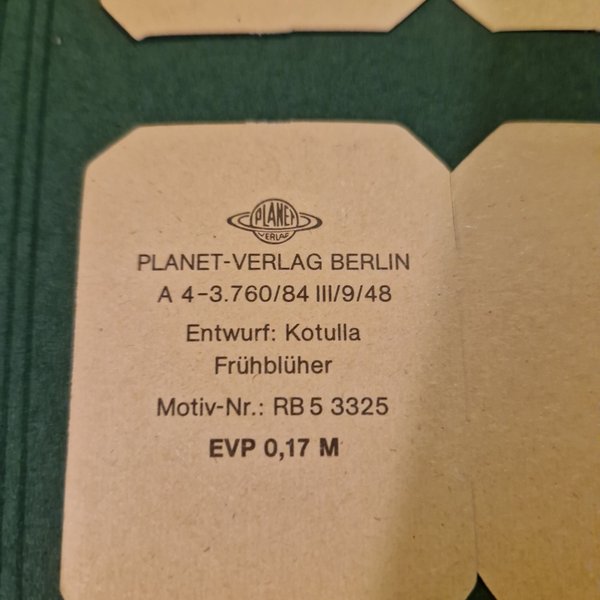 PLANET
VERLAG
PLANET-VERLAG BERLIN
A 4-3.760/84 III/9/48
Entwurf: Kotulla
Frühblüher
Motiv-Nr.: RB 5 3325
EVP 0,17 M